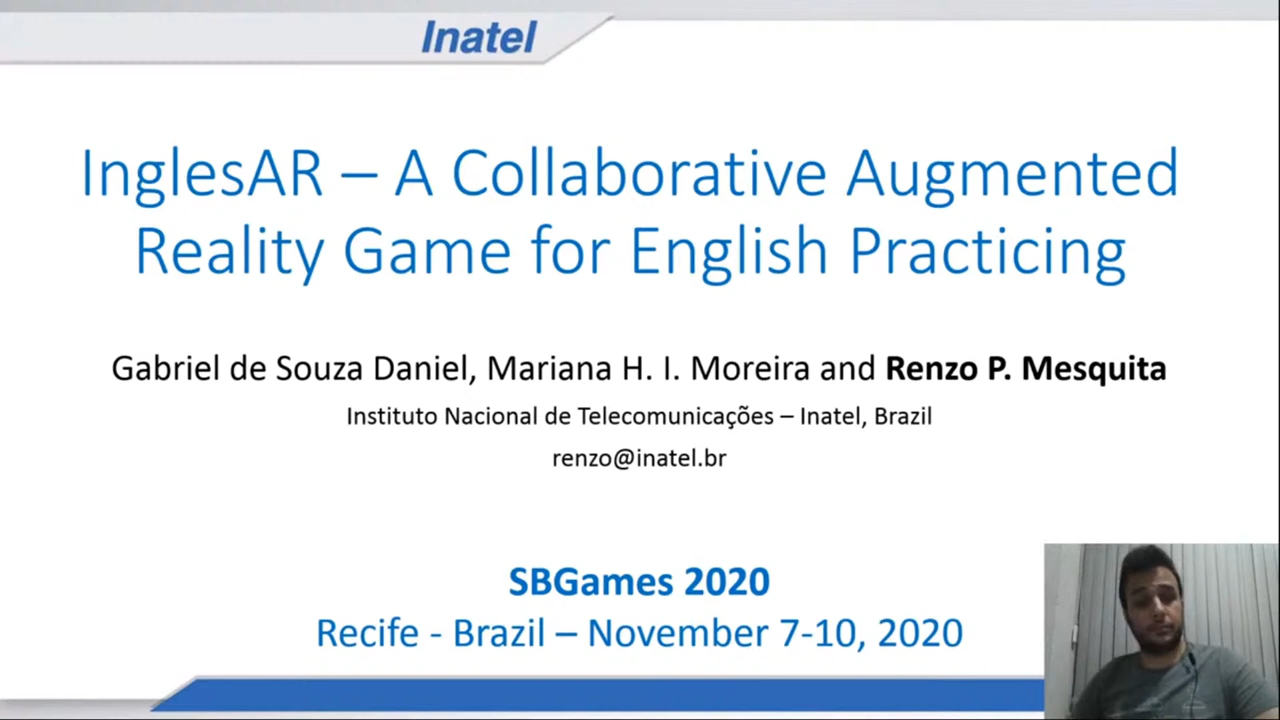 Inatel
InglesAR – A Collaborative Augmented
Reality Game for English Practicing
Gabriel de Souza Daniel, Mariana H. I. Moreira and Renzo P. Mesquita
Instituto Nacional de Telecomunicações – Inatel, Brazil
renzo@inatel.br
SBGames 2020
Recife - Brazil – November 7-10, 2020